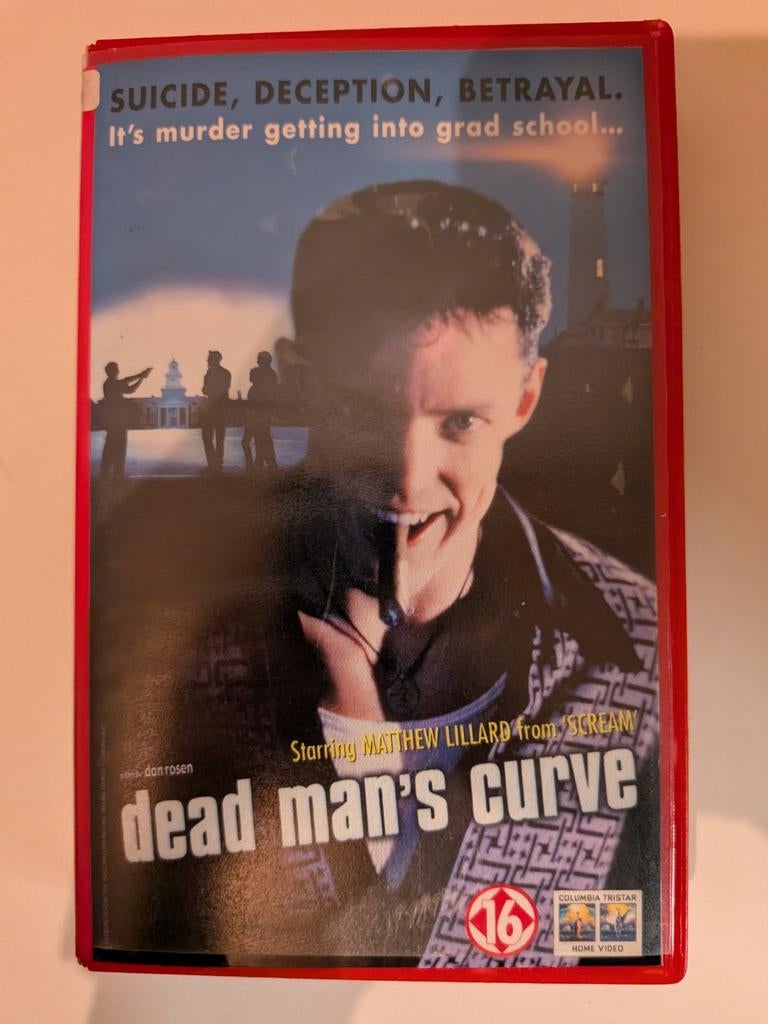 SUICIDE, DECEPTION, BETRAYAL.
It's murder getting into grad school...
Starring MATTHEW LILLARD from 'SCREAM'
a film by dan rosen
dead man's curve
16
COLUMBIA TRISTAR
HOME VIDEO